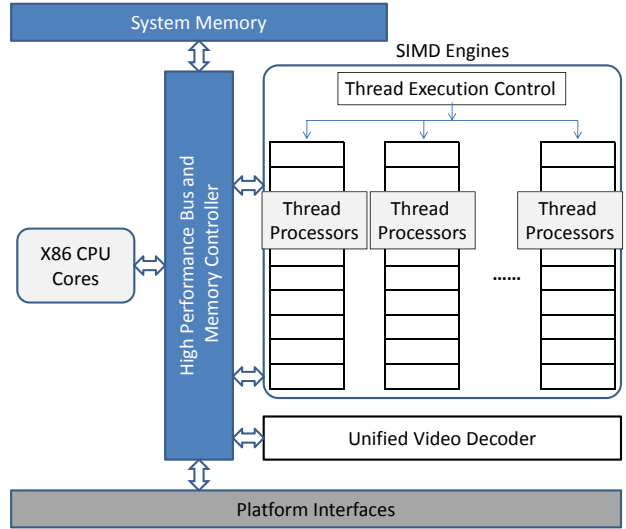 System Memory
SIMD Engines
Thread Execution Control
High Performance Bus and
Memory Controller
Thread
Processors
Thread
Processors
Thread
Processors
X86 CPU
Cores
......
Unified Video Decoder
Platform Interfaces